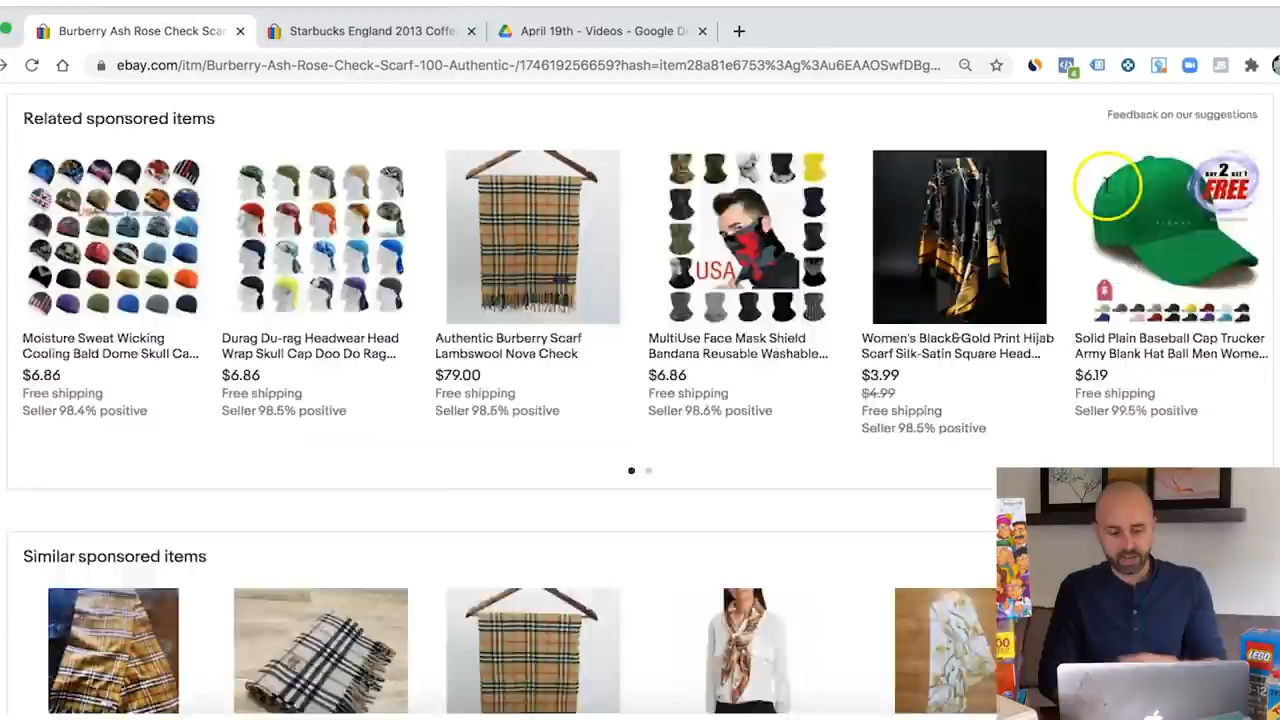 Burberry Ash Rose Check Scar
Starbucks England 2013 Coffe
April 19th - Videos - Google D
ebay.com/itm/Burberry-Ash-Rose-Check-Scarf-100-Authentic-/174619256659?hash=item28a81e6753%3Ag%3Au6EAAOSwfDBg...
4
Related sponsored items
Feedback on our suggestions
USA
BUY 2 GET 1
FREE
Moisture Sweat Wicking
Cooling Bald Dome Skull Ca...
$6.86
Free shipping
Seller 98.4% positive
Durag Du-rag Headwear Head
Wrap Skull Cap Doo Do Rag...
$6.86
Free shipping
Seller 98.5% positive
Authentic Burberry Scarf
Lambswool Nova Check
$79.00
Free shipping
Seller 98.5% positive
MultiUse Face Mask Shield
Bandana Reusable Washable...
$6.86
Free shipping
Seller 98.6% positive
Women's Black&Gold Print Hijab
Scarf Silk-Satin Square Head...
$3.99
$4.99
Free shipping
Seller 98.5% positive
Solid Plain Baseball Cap Trucker
Army Blank Hat Ball Men Wome...
$6.19
Free shipping
Seller 99.5% positive
Similar sponsored items
LEGO